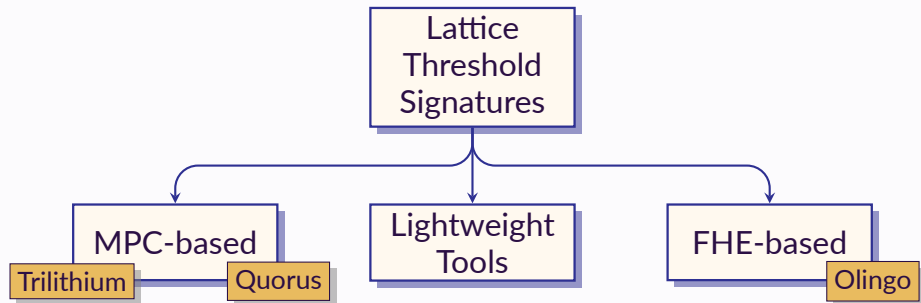 Lattice
Threshold
Signatures
MPC-based
Lightweight
Tools
FHE-based
Trilithium
Quorus
Olingo